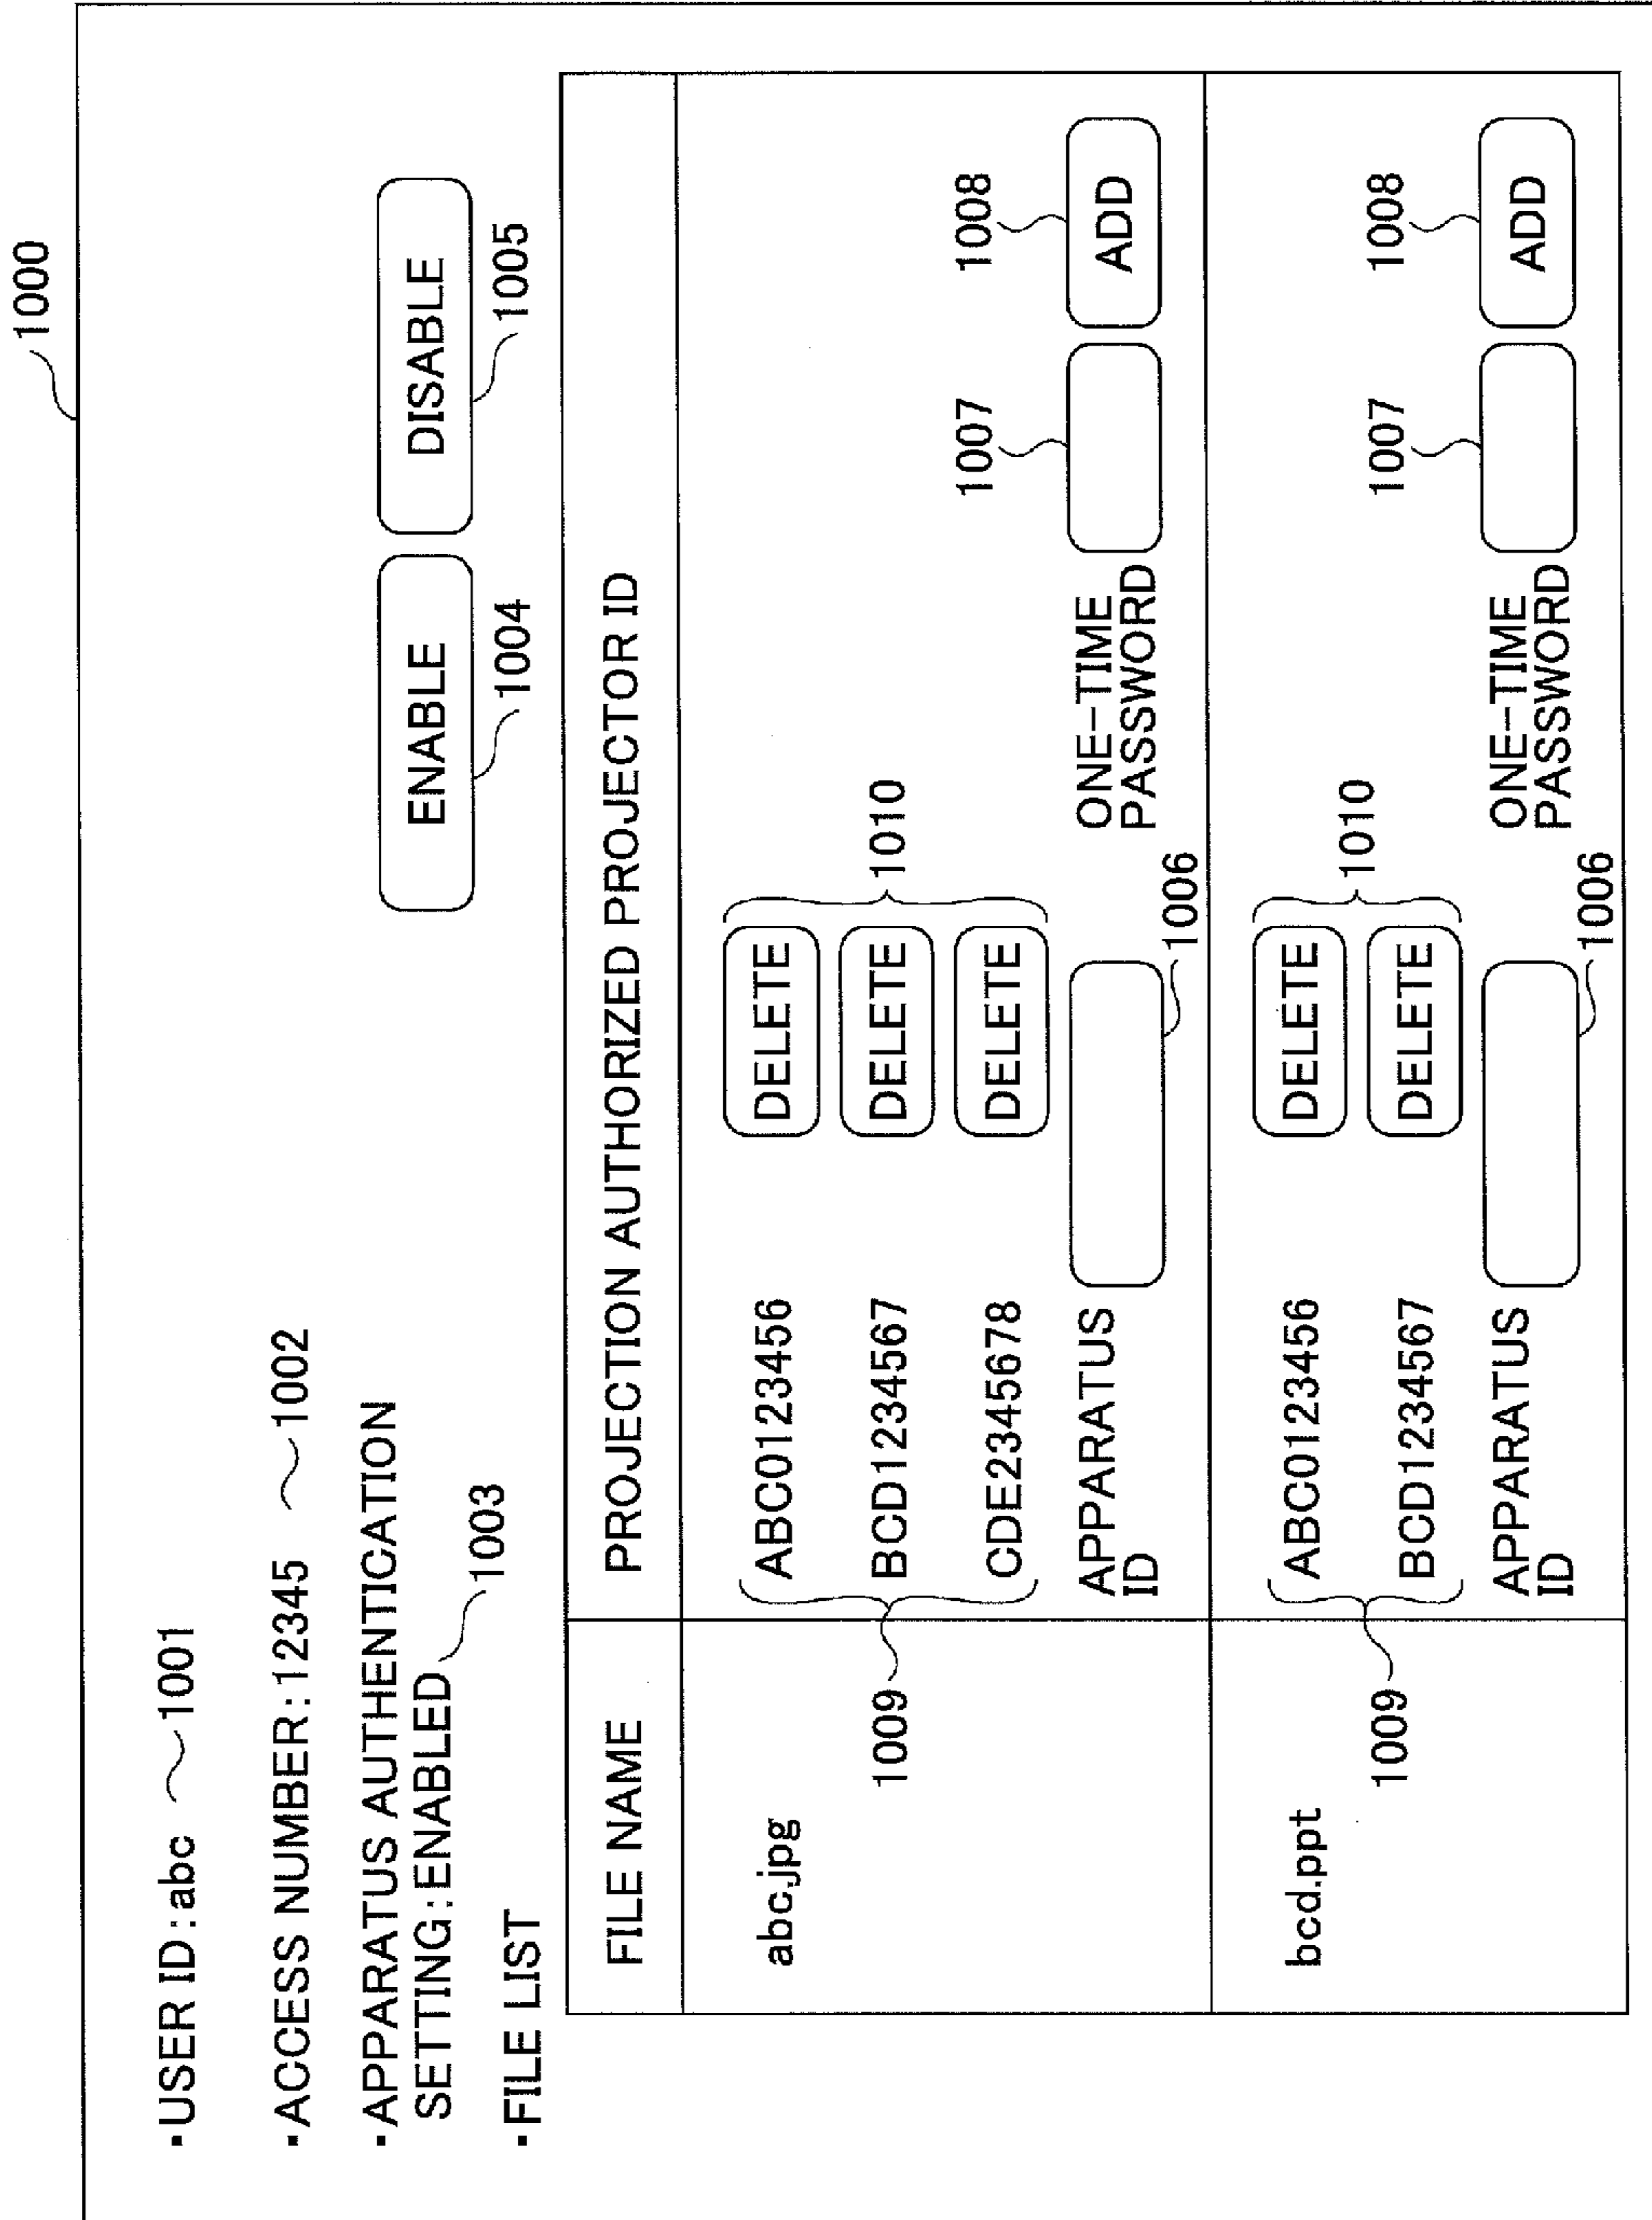 1000
·USER ID:abc 1001
·ACCESS NUMBER:12345 1002
·APPARATUS AUTHENTICATION
SETTING:ENABLED 1003
ENABLE DISABLE
1004 1005
·FILE LIST
FILE NAME PROJECTION AUTHORIZED PROJECTOR ID
abc.jpg ABC0123456 DELETE
1009 BCD1234567 DELETE 1010
CDE2345678 DELETE 1007 1008
APPARATUS ONE-TIME ADD
ID PASSWORD
1006
bcd.ppt ABC0123456 DELETE
1009 BCD1234567 DELETE 1010 1007 1008
APPARATUS ONE-TIME ADD
ID PASSWORD
1006